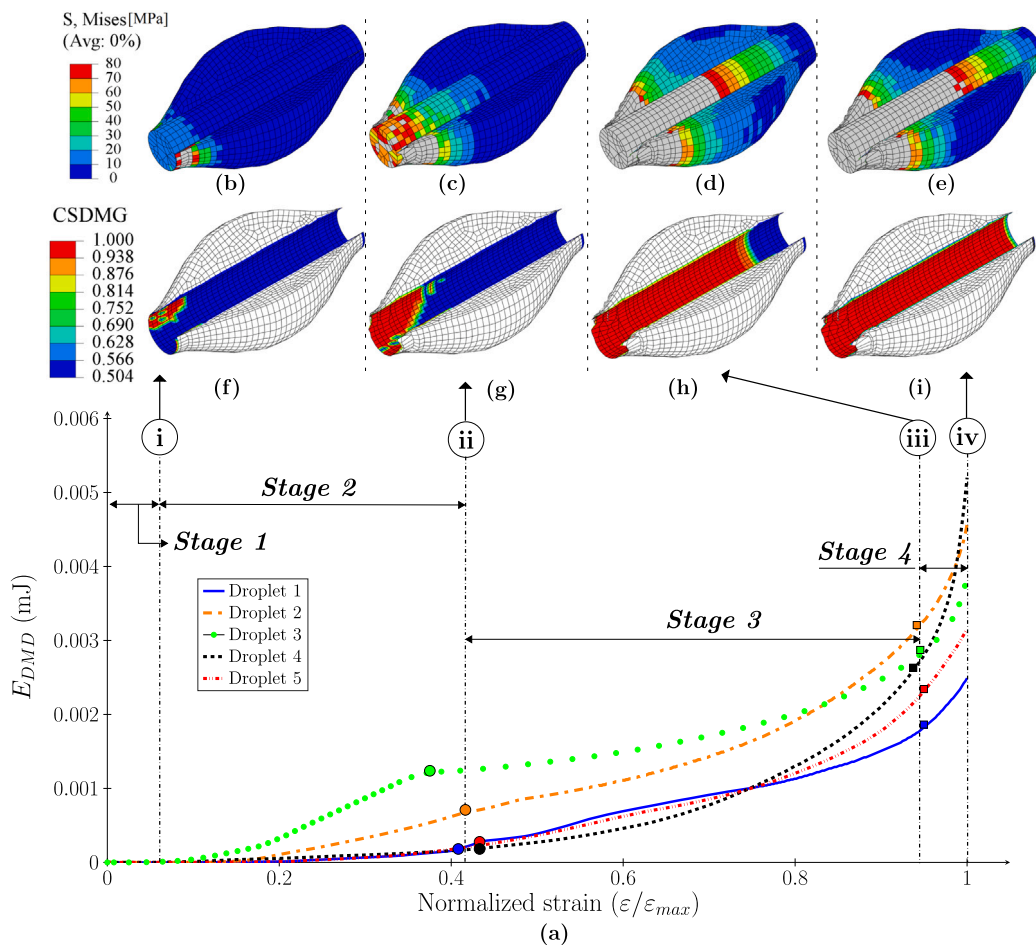 S, Mises[MPa]
(Avg: 0%)
80
70
60
50
40
30
20
10
0
(b)
(c)
(d)
(e)
CSDMG
1.000
0.938
0.876
0.814
0.752
0.690
0.628
0.566
0.504
(f)
(g)
(h)
(i)
i
ii
iii
iv
0.006
0.005
0.004
0.003
0.002
0.001
0
E_{DMD} (mJ)
Stage 2
Stage 1
Stage 4
Stage 3
Droplet 1
Droplet 2
Droplet 3
Droplet 4
Droplet 5
0
0.2
0.4
0.6
0.8
1
Normalized strain (ε/ε_{max})
(a)